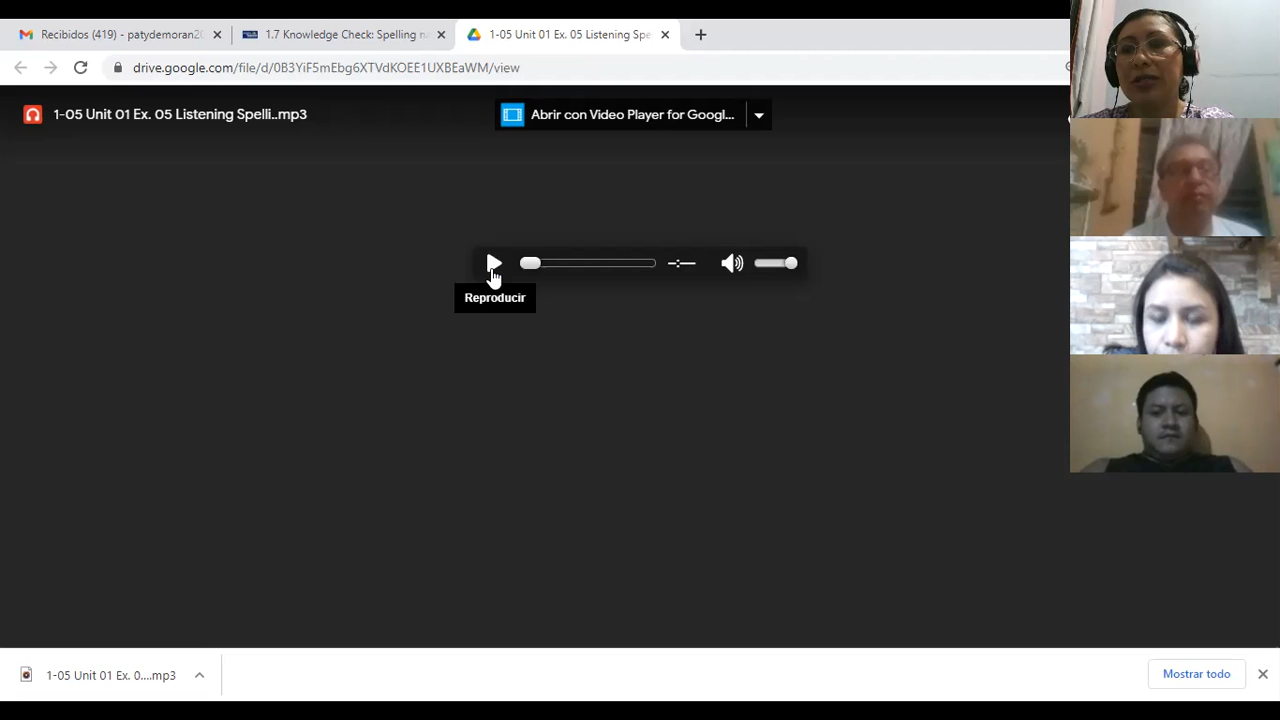 Recibidos (419) - patydemoran20
1.7 Knowledge Check: Spelling na
1-05 Unit 01 Ex. 05 Listening Spe
drive.google.com/file/d/0B3YiF5mEbg6XTVdKOEE1UXBEaWM/view
1-05 Unit 01 Ex. 05 Listening Spelli..mp3
Abrir con Video Player for Googl...
-:--
Reproducir
1-05 Unit 01 Ex. 0....mp3
Mostrar todo